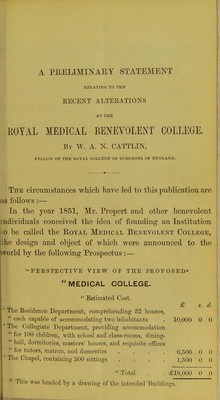 A PRELIMINARY STATEMENT
RELATING TO THE
RECENT ALTERATIONS
AT THE
ROYAL MEDICAL BENEVOLENT COLLEGE.
By W. A. N. CATTLIN,
FELLOW OF THE ROYAL COLLEGE OF SURGEONS OF ENGLAND.
The circumstances which have led to this publication are
as follows :—
In the year 1851, Mr. Propert and other benevolent
individuals conceived the idea of founding an Institution
to be called the Royal Medical Benevolent College,
the design and object of which were announced to the
world by the following Prospectus :—
"PERSPECTIVE VIEW OF THE PROPOSED*
"MEDICAL COLLEGE.
"Estimated Cost.
£ s. d.
"The Residence Department, comprehending 52 houses,
" each capable of accommodating two inhabitants . 10,000 0 0
"The Collegiate Department, providing accommodation
" for 100 children, with school and class-rooms, dining-
" hall, dormitories, masters' houses, and requisite offices
" for tutors, matron, and domestics . . . . 6,500 0 0
"The Chapel, containing 300 sittings . . . . 1,500 0 0
"Total £18,000 0 0
* This was headed by a drawing of the intended Buildings.